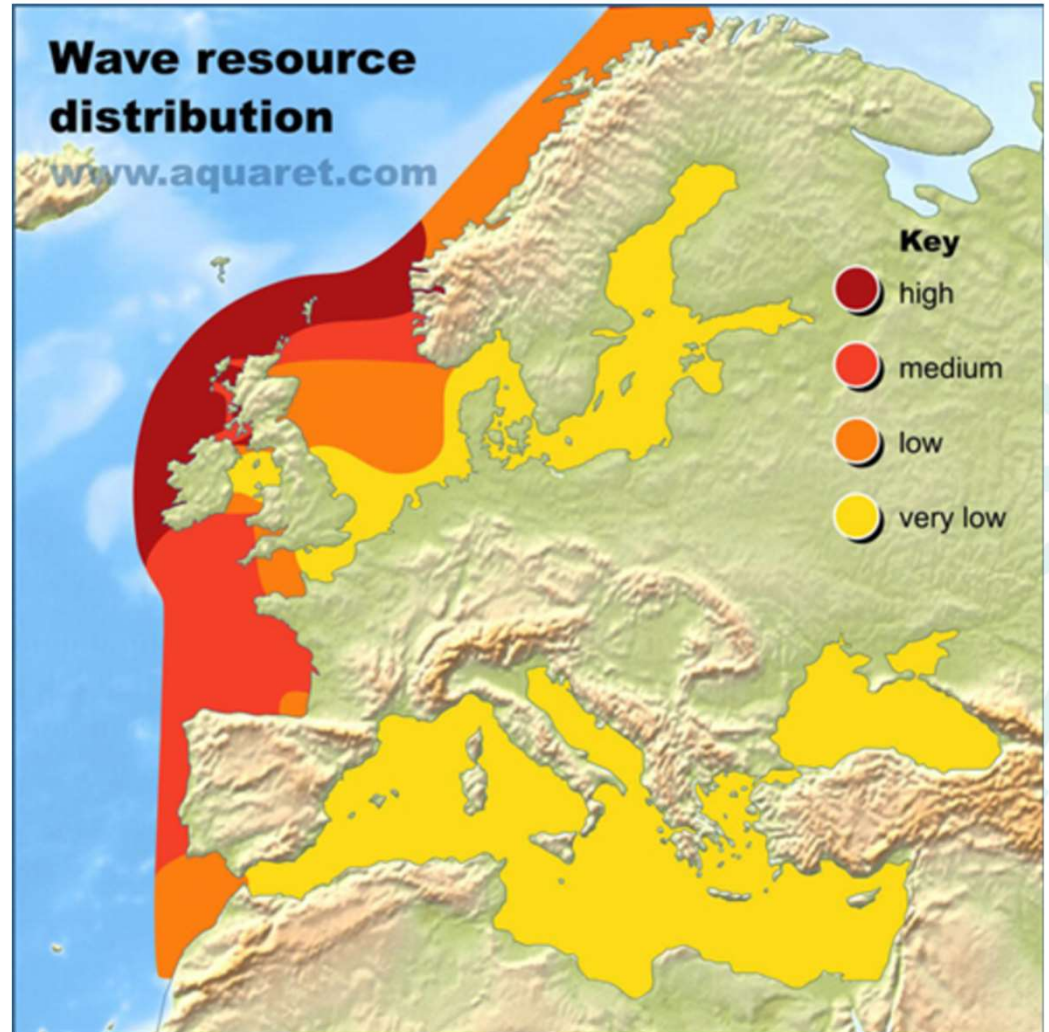 Wave resource
distribution
www.aquaret.com
Key
high
medium
low
very low